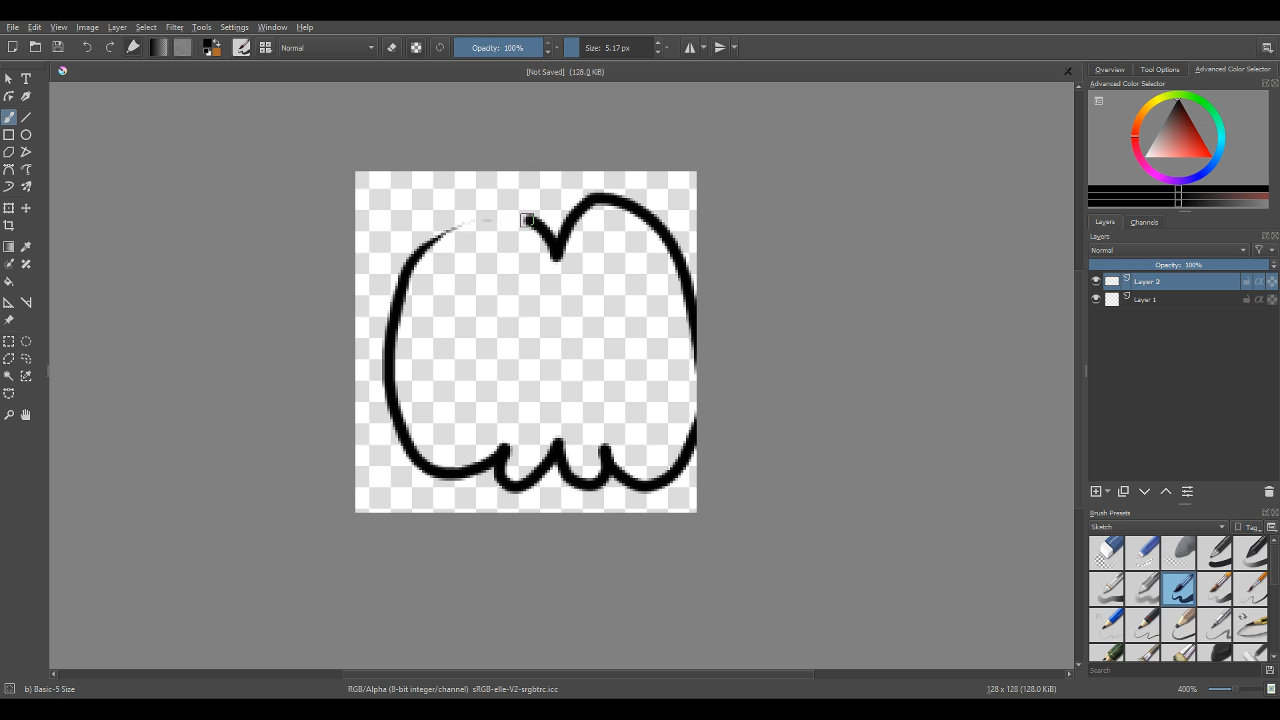 File Edit View Image Layer Select Filter Tools Settings Window Help
Normal Opacity: 100% Size: 5.17 px
[Not Saved] (128.0 KiB)
Overview Tool Options Advanced Color Selector
Advanced Color Selector
Layers Channels
Layers
Normal
Opacity: 100%
Layer 2
Layer 1
Brush Presets
Sketch Tag
Search
b) Basic-5 Size RGB/Alpha (8-bit integer/channel) sRGB-elle-V2-srgbtrc.icc 128 x 128 (128.0 KiB) 400%